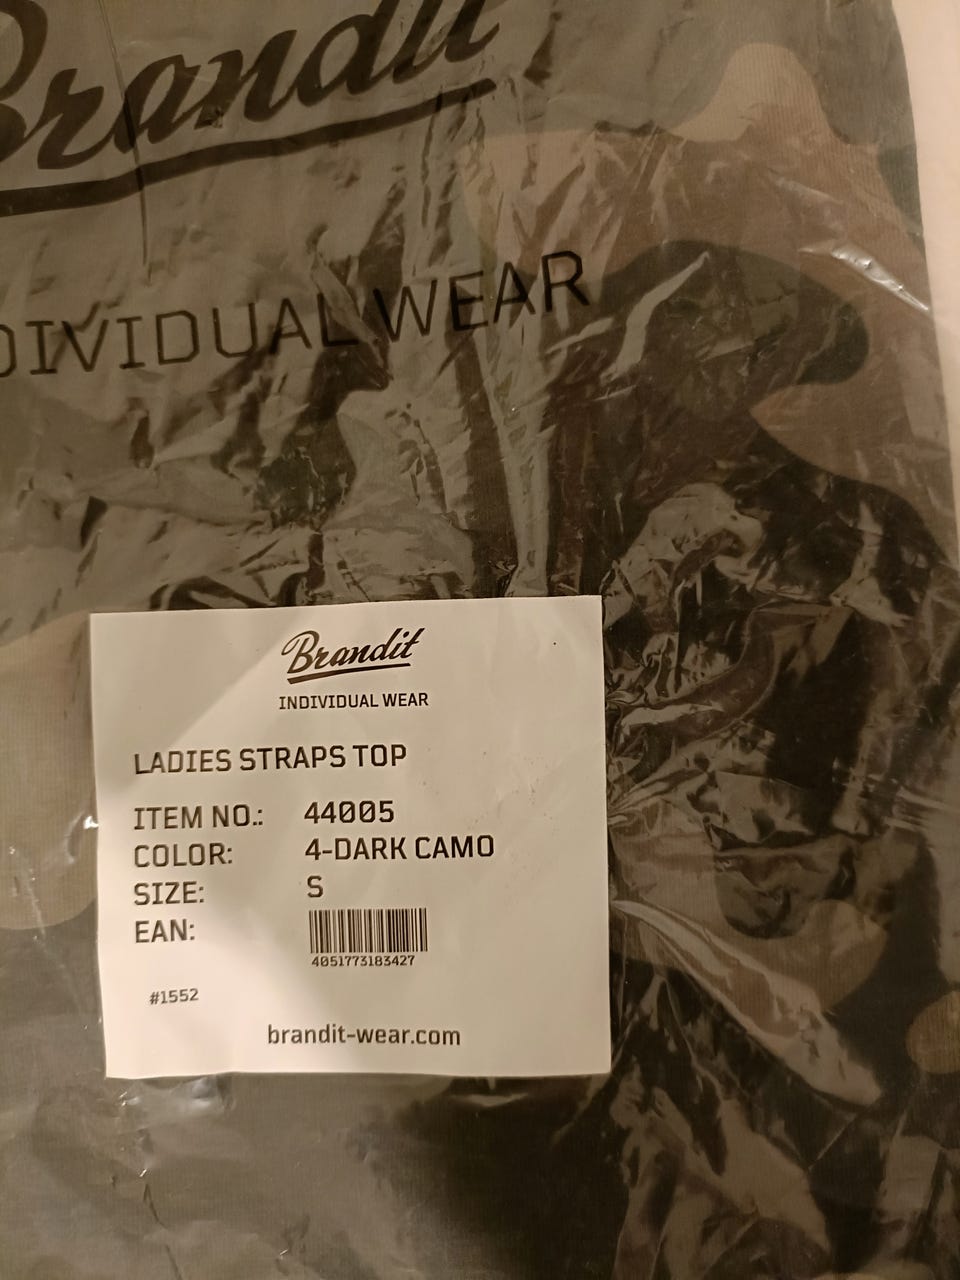 Brandit
DIVIDUAL WEAR
Brandit
INDIVIDUAL WEAR
LADIES STRAPS TOP
ITEM NO.: 44005
COLOR: 4-DARK CAMO
SIZE: S
EAN:
4051773183427
#1552
brandit-wear.com